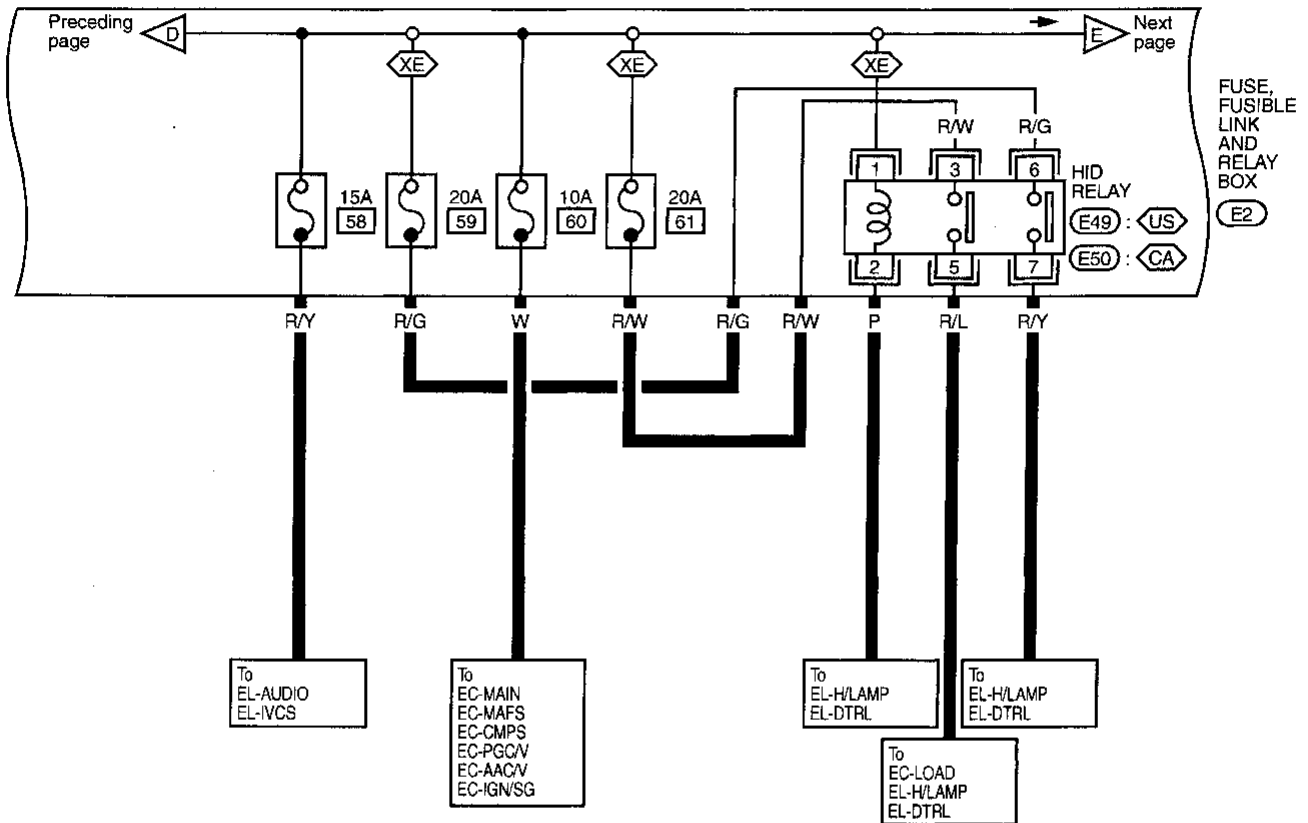 Preceding
page
D
E
Next
page
XE
XE
XE
FUSE,
FUSIBLE
LINK
AND
RELAY
BOX
E2
R/W
R/G
1
3
6
HID
RELAY
E49 : US
E50 : CA
2
5
7
15A
58
20A
59
10A
60
20A
61
R/Y
R/G
W
R/W
R/G
R/W
P
R/L
R/Y
To
EL-AUDIO
EL-IVCS
To
EC-MAIN
EC-MAFS
EC-CMPS
EC-PGC/V
EC-AAC/V
EC-IGN/SG
To
EL-H/LAMP
EL-DTRL
To
EL-H/LAMP
EL-DTRL
To
EC-LOAD
EL-H/LAMP
EL-DTRL